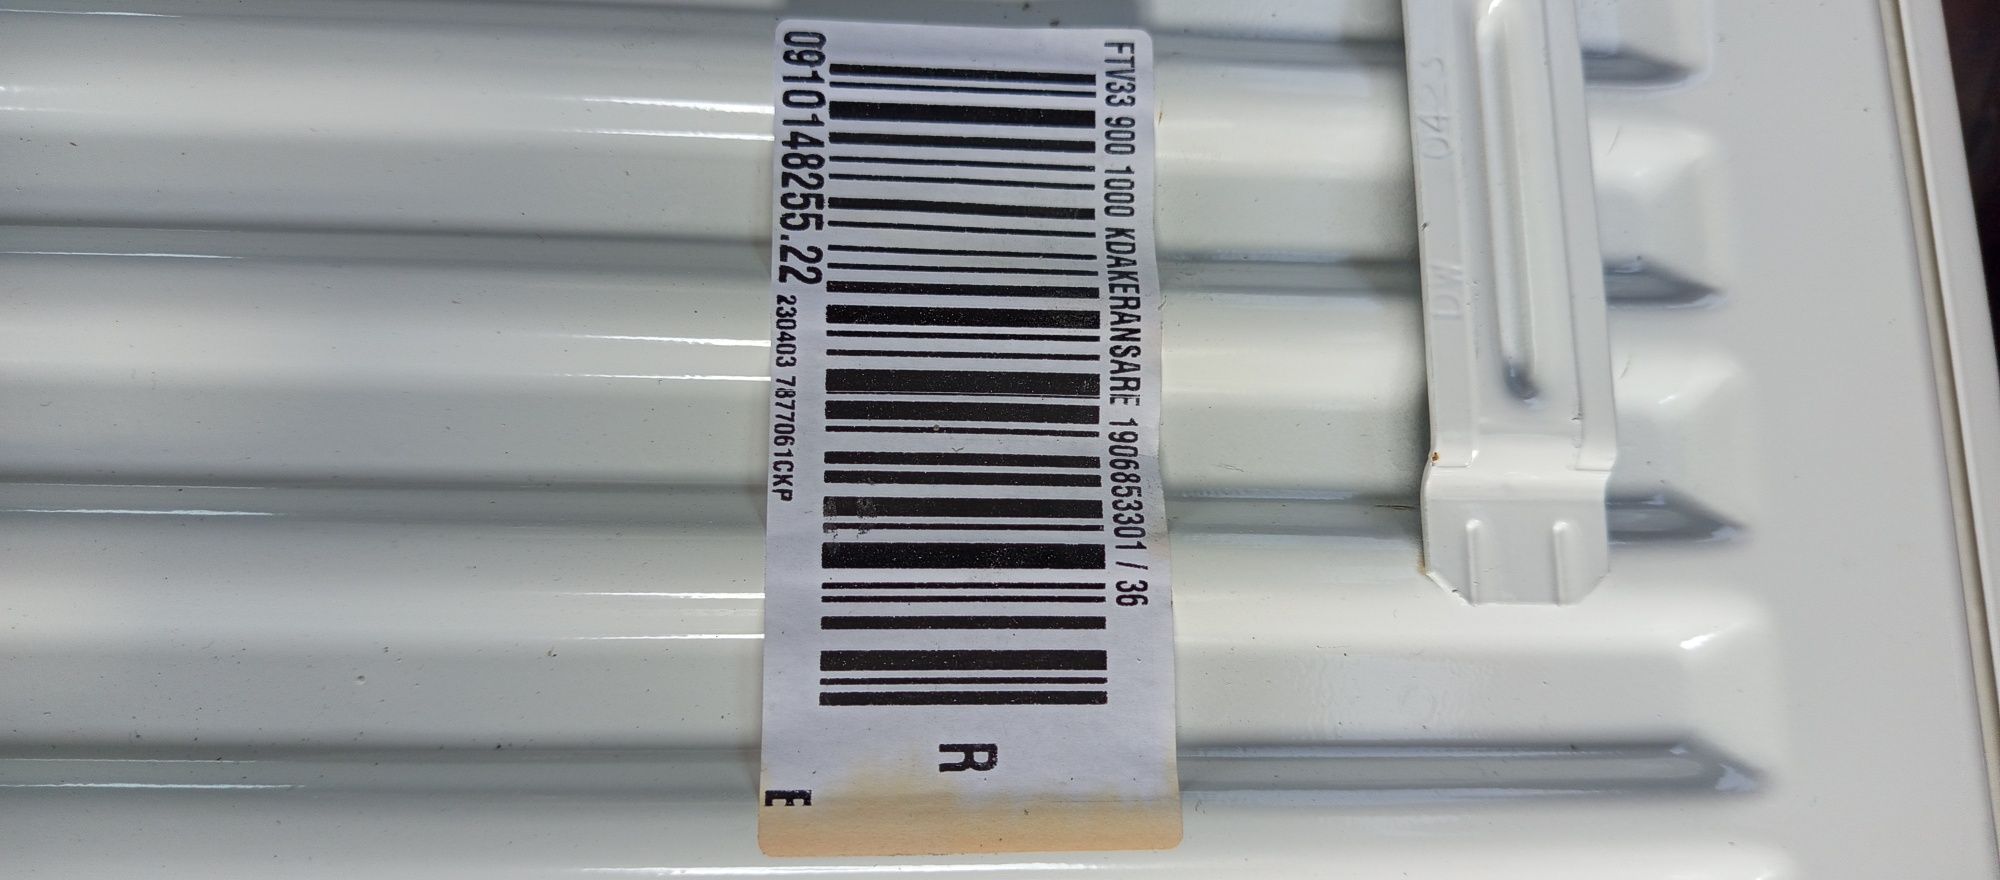 FTV33 900 1000 KDAKERANSARE 1906853301 / 36
R
0910148255.22 230403 7877061CKP
E
0423
DW